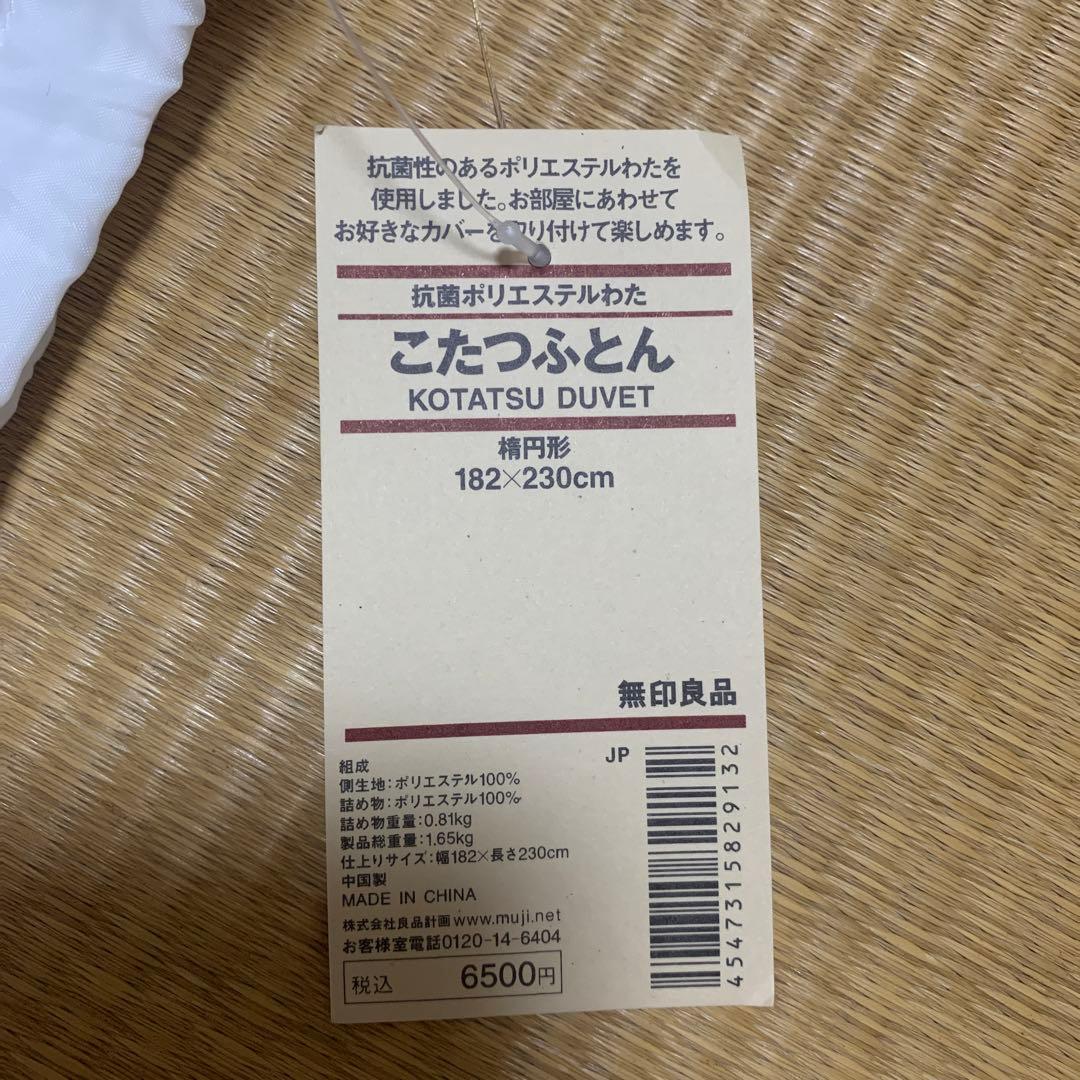 抗菌性のあるポリエステルわたを
使用しました。お部屋にあわせて
お好きなカバーを取り付けて楽しめます。
抗菌ポリエステルわた
こたつふとん
KOTATSU DUVET
楕円形
182×230cm
無印良品
JP
組成
側生地:ポリエステル100%
詰め物:ポリエステル100%
詰め物重量:0.81kg
製品総重量:1.65kg
仕上りサイズ:幅182×長さ230cm
中国製
MADE IN CHINA
株式会社良品計画 www.muji.net
お客様室電話0120-14-6404
税込 6500円
4547315829132